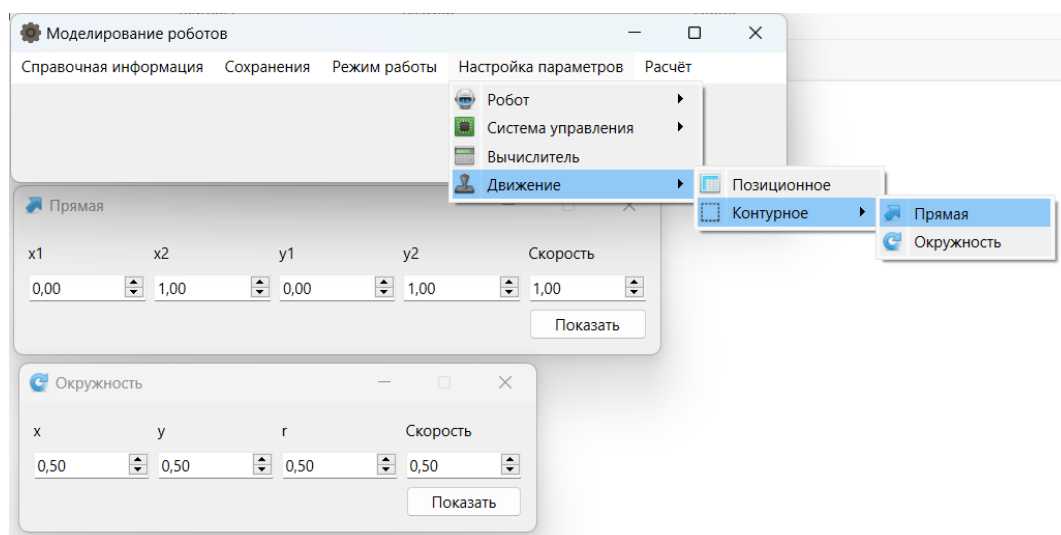 Моделирование роботов
Справочная информация Сохранения Режим работы Настройка параметров Расчёт
Робот
Система управления
Вычислитель
Движение
Позиционное
Контурное
Прямая
Окружность
Прямая
x1 x2 y1 y2 Скорость
0,00 1,00 0,00 1,00 1,00
Показать
Окружность
x y r Скорость
0,50 0,50 0,50 0,50
Показать